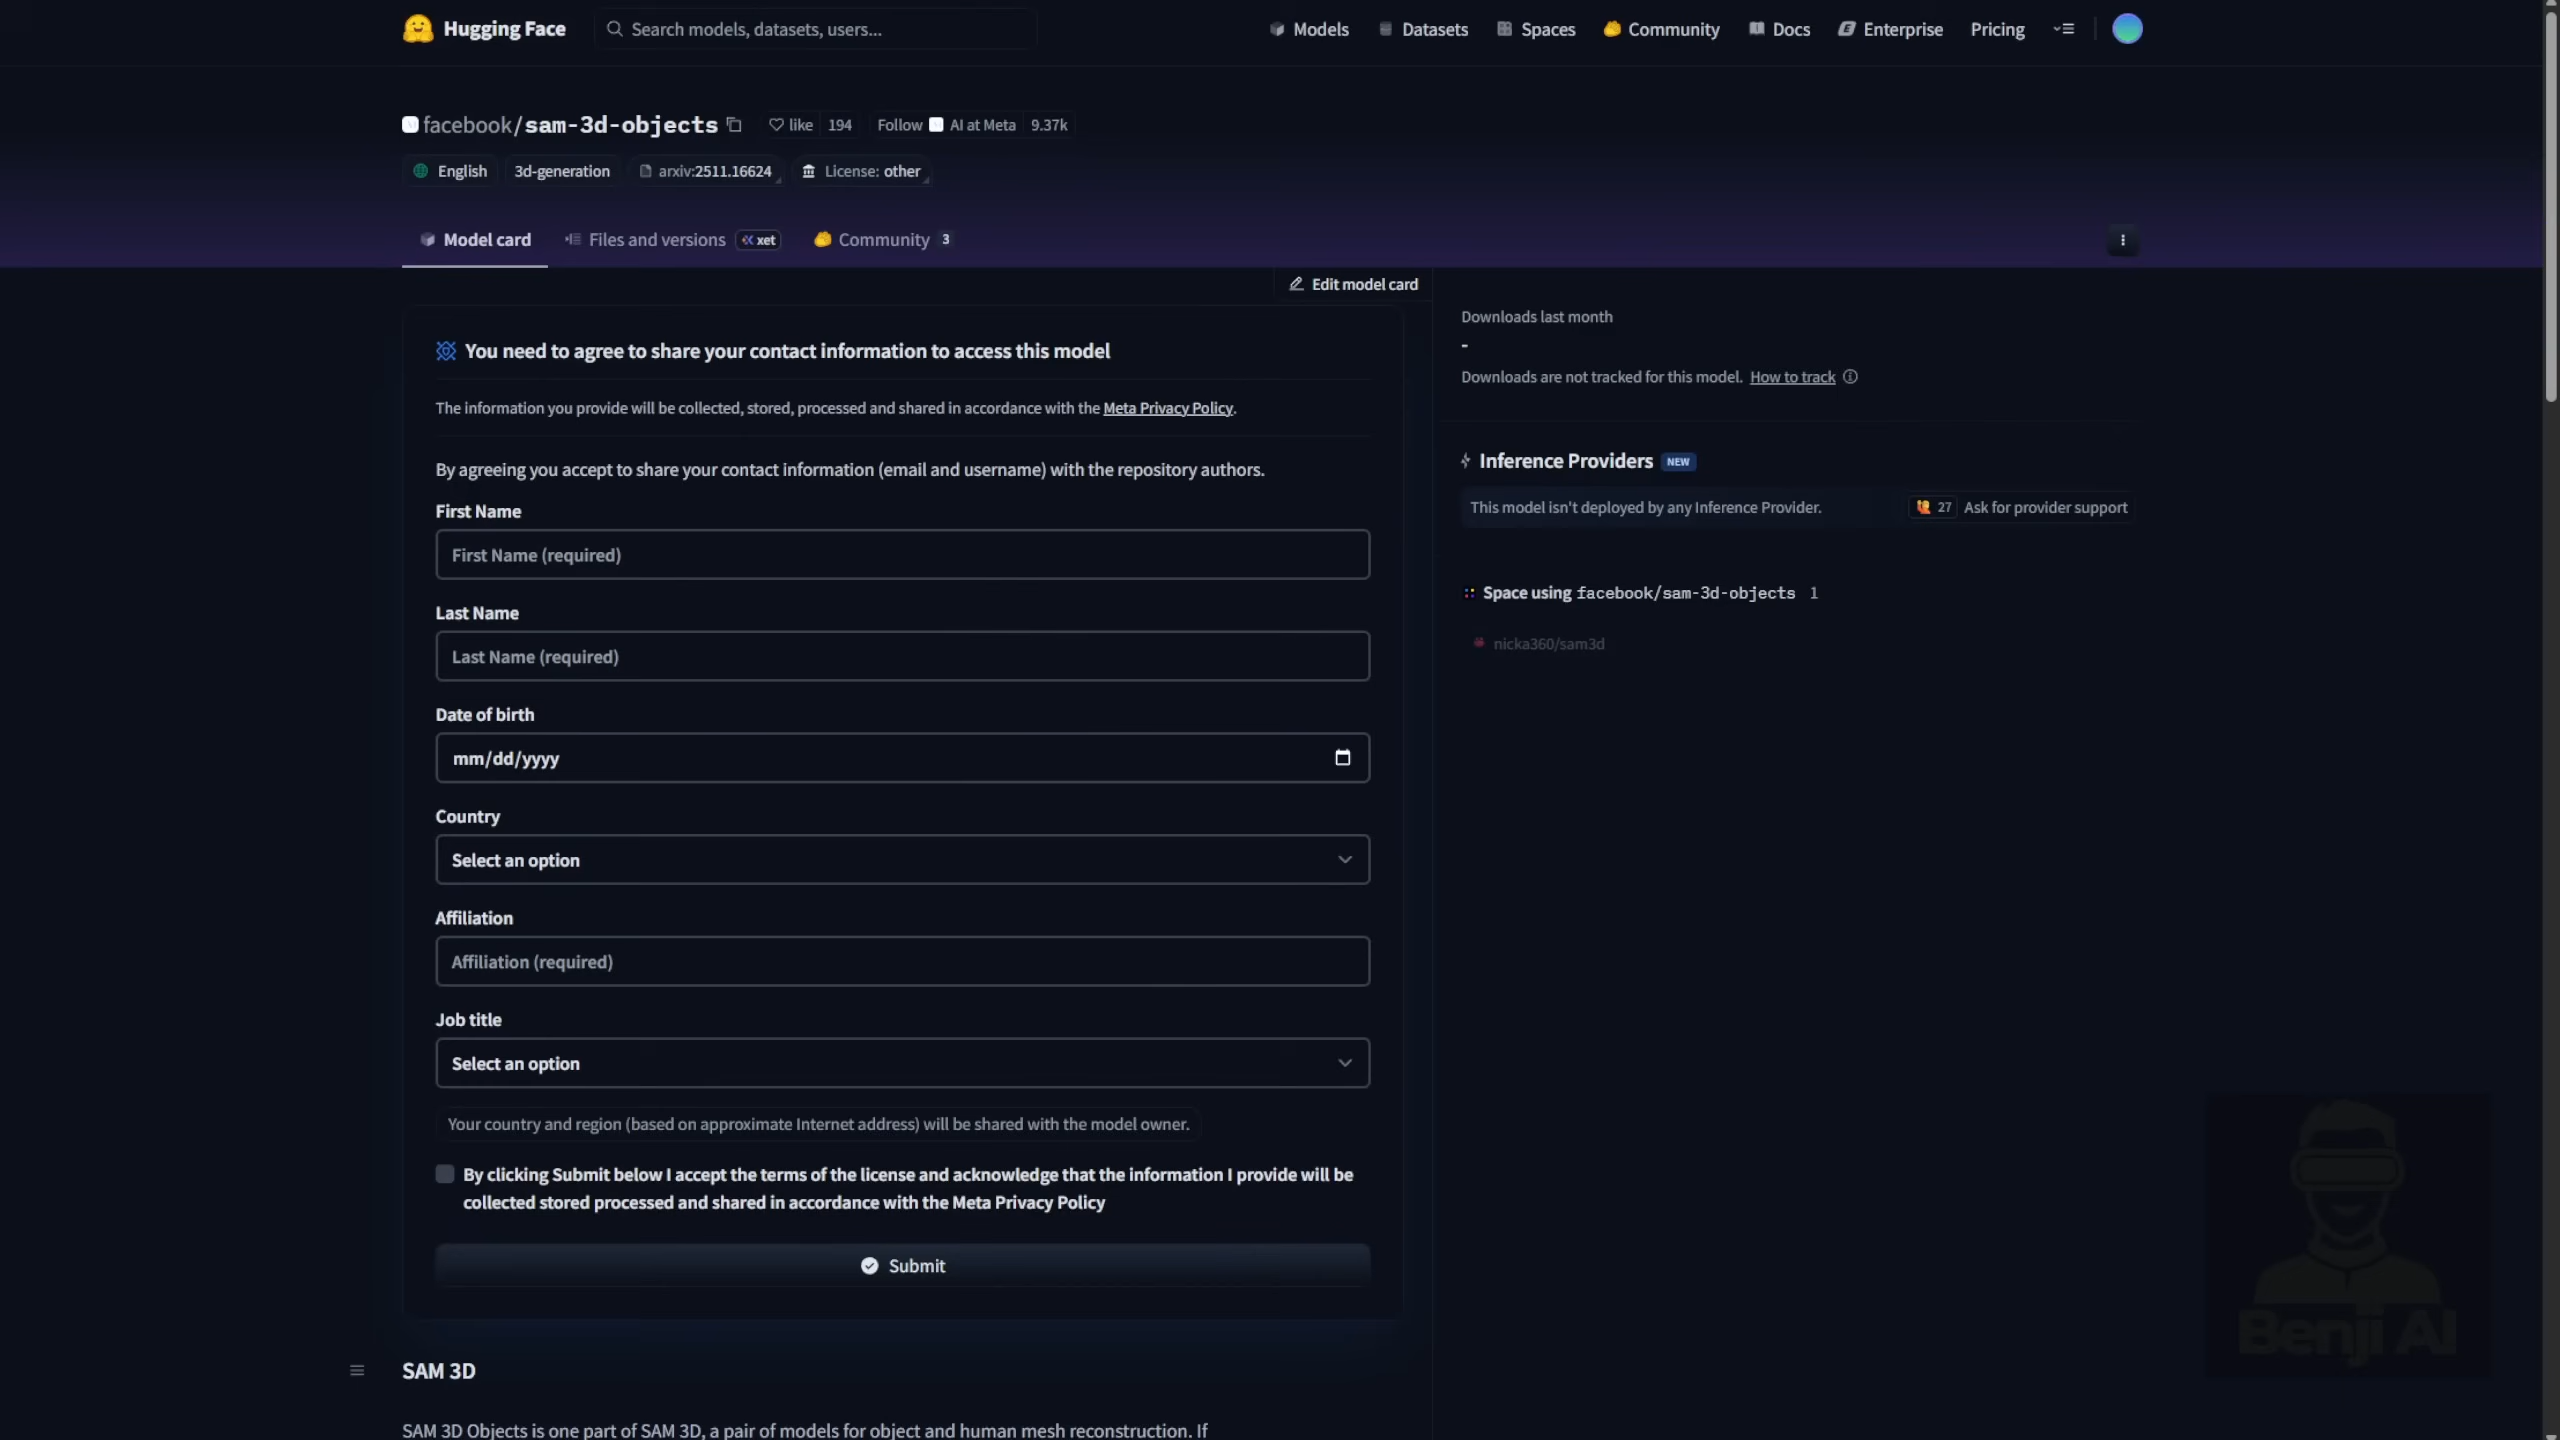 Hugging Face
Search models, datasets, users...
Models
Datasets
Spaces
Community
Docs
Enterprise
Pricing
facebook/sam-3d-objects
like 194
Follow AI at Meta 9.37k
English
3d-generation
arxiv:2511.16624
License: other
Model card
Files and versions
xet
Community 3
Edit model card
You need to agree to share your contact information to access this model
The information you provide will be collected, stored, processed and shared in accordance with the Meta Privacy Policy.
By agreeing you accept to share your contact information (email and username) with the repository authors.
First Name
First Name (required)
Last Name
Last Name (required)
Date of birth
mm/dd/yyyy
Country
Select an option
Affiliation
Affiliation (required)
Job title
Select an option
Your country and region (based on approximate Internet address) will be shared with the model owner.
By clicking Submit below I accept the terms of the license and acknowledge that the information I provide will be
collected stored processed and shared in accordance with the Meta Privacy Policy
Submit
SAM 3D
SAM 3D Objects is one part of SAM 3D, a pair of models for object and human mesh reconstruction. If
Downloads last month
-
Downloads are not tracked for this model. How to track
Inference Providers NEW
This model isn't deployed by any Inference Provider.
27 Ask for provider support
Space using facebook/sam-3d-objects 1
nicka360/sam3d
Benji AI